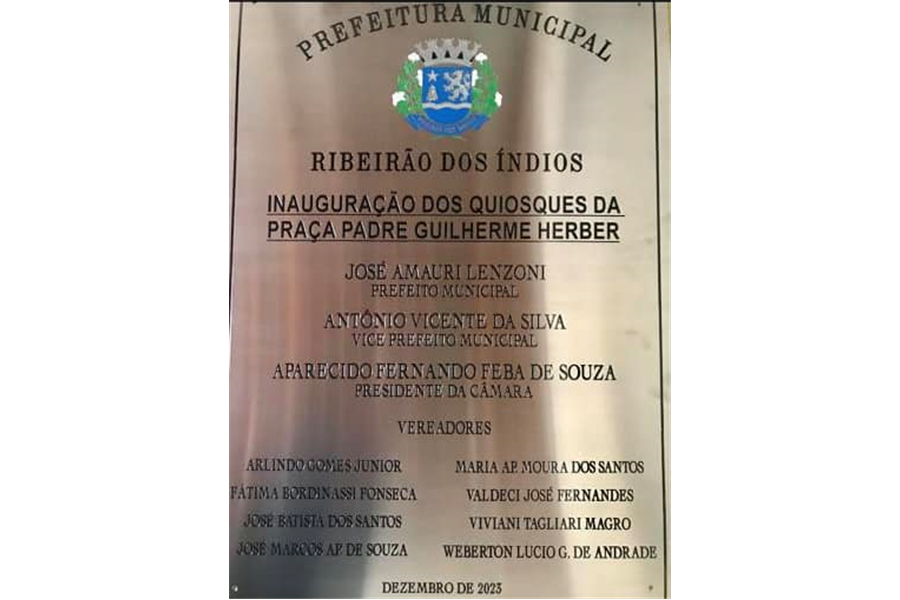 PREFEITURA MUNICIPAL
RIBEIRÃO DOS ÍNDIOS
INAUGURAÇÃO DOS QUIOSQUES DA
PRAÇA PADRE GUILHERME HERBER
JOSÉ AMAURI LENZONI
PREFEITO MUNICIPAL
ANTÔNIO VICENTE DA SILVA
VICE PREFEITO MUNICIPAL
APARECIDO FERNANDO FEBA DE SOUZA
PRESIDENTE DA CÂMARA
VEREADORES
ARLINDO GOMES JUNIOR
MARIA AP. MOURA DOS SANTOS
FÁTIMA BORDINASSI FONSECA
VALDECI JOSÉ FERNANDES
JOSÉ BATISTA DOS SANTOS
VIVIANI TAGLIARI MAGRO
JOSÉ MARCOS AP. DE SOUZA
WEBERTON LUCIO G. DE ANDRADE
DEZEMBRO DE 2023